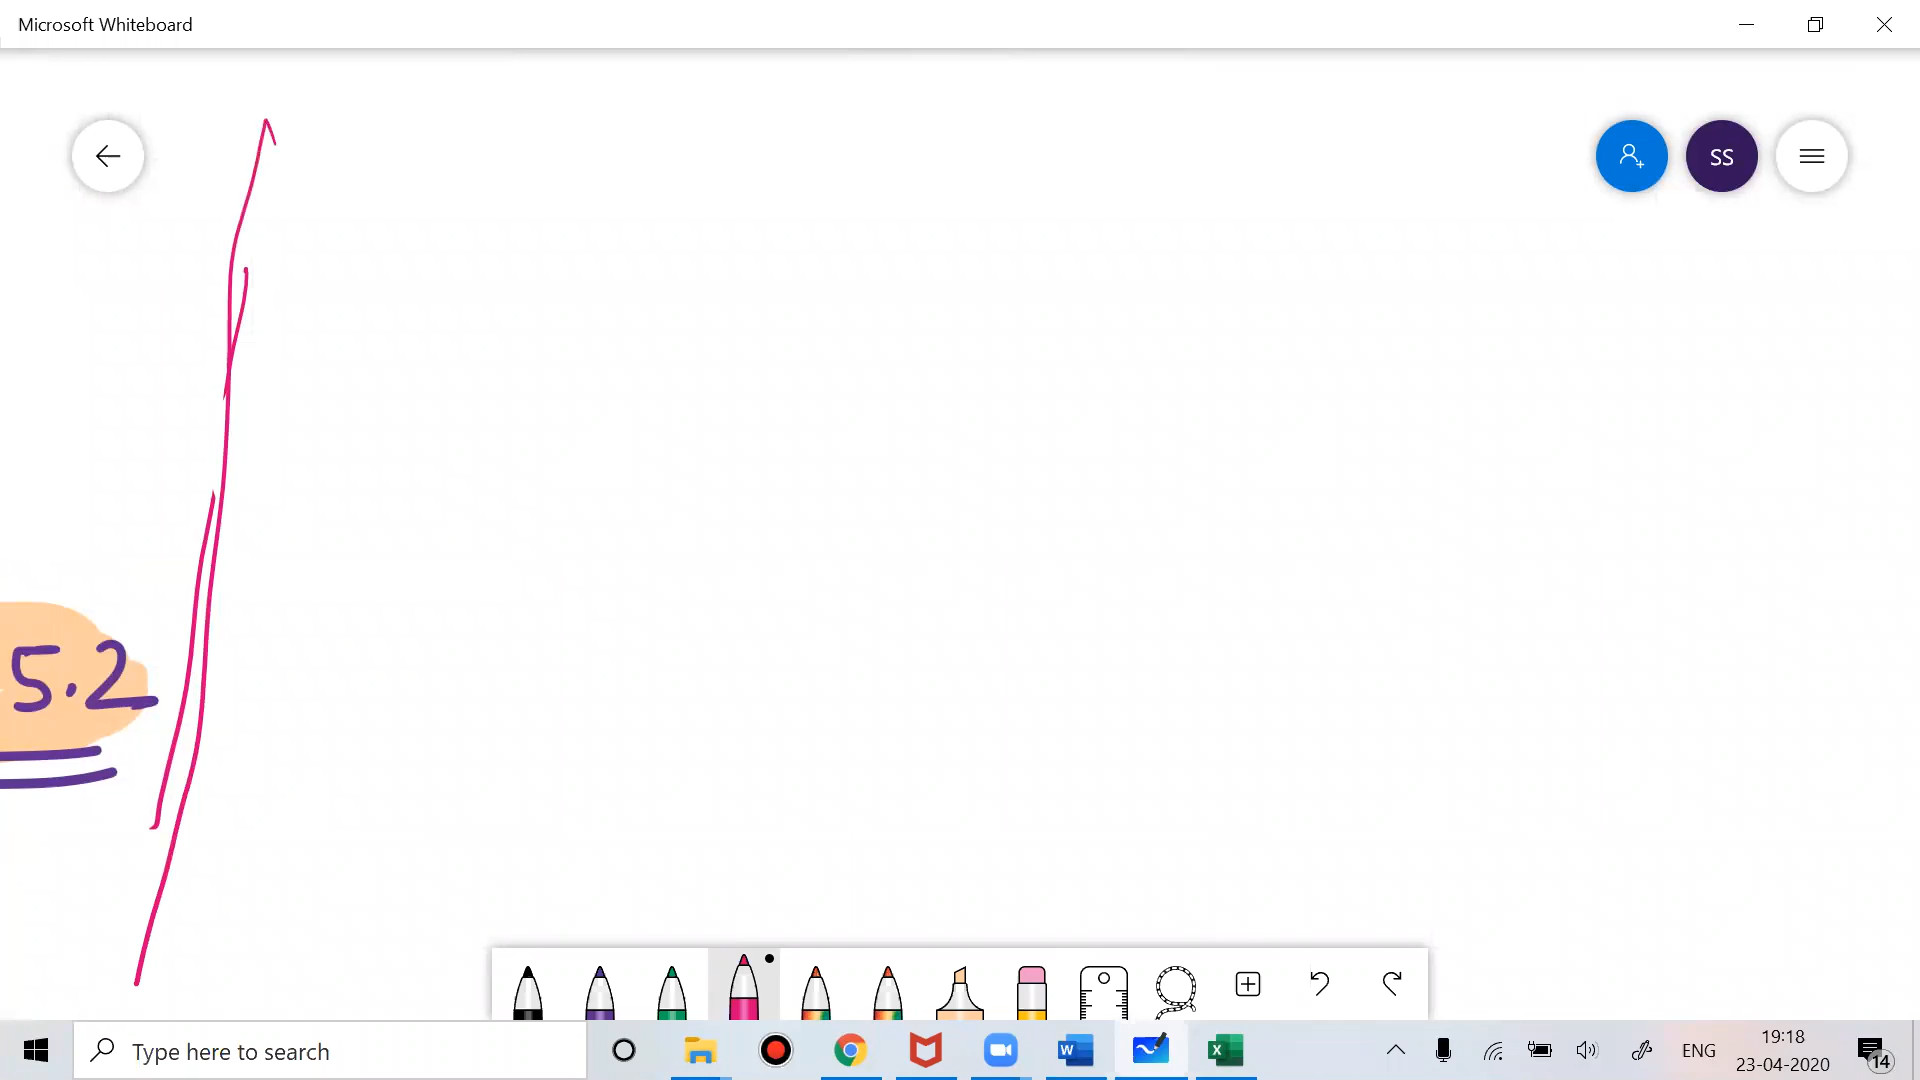 Microsoft Whiteboard
SS
5.2
Type here to search
ENG
19:18
23-04-2020
14